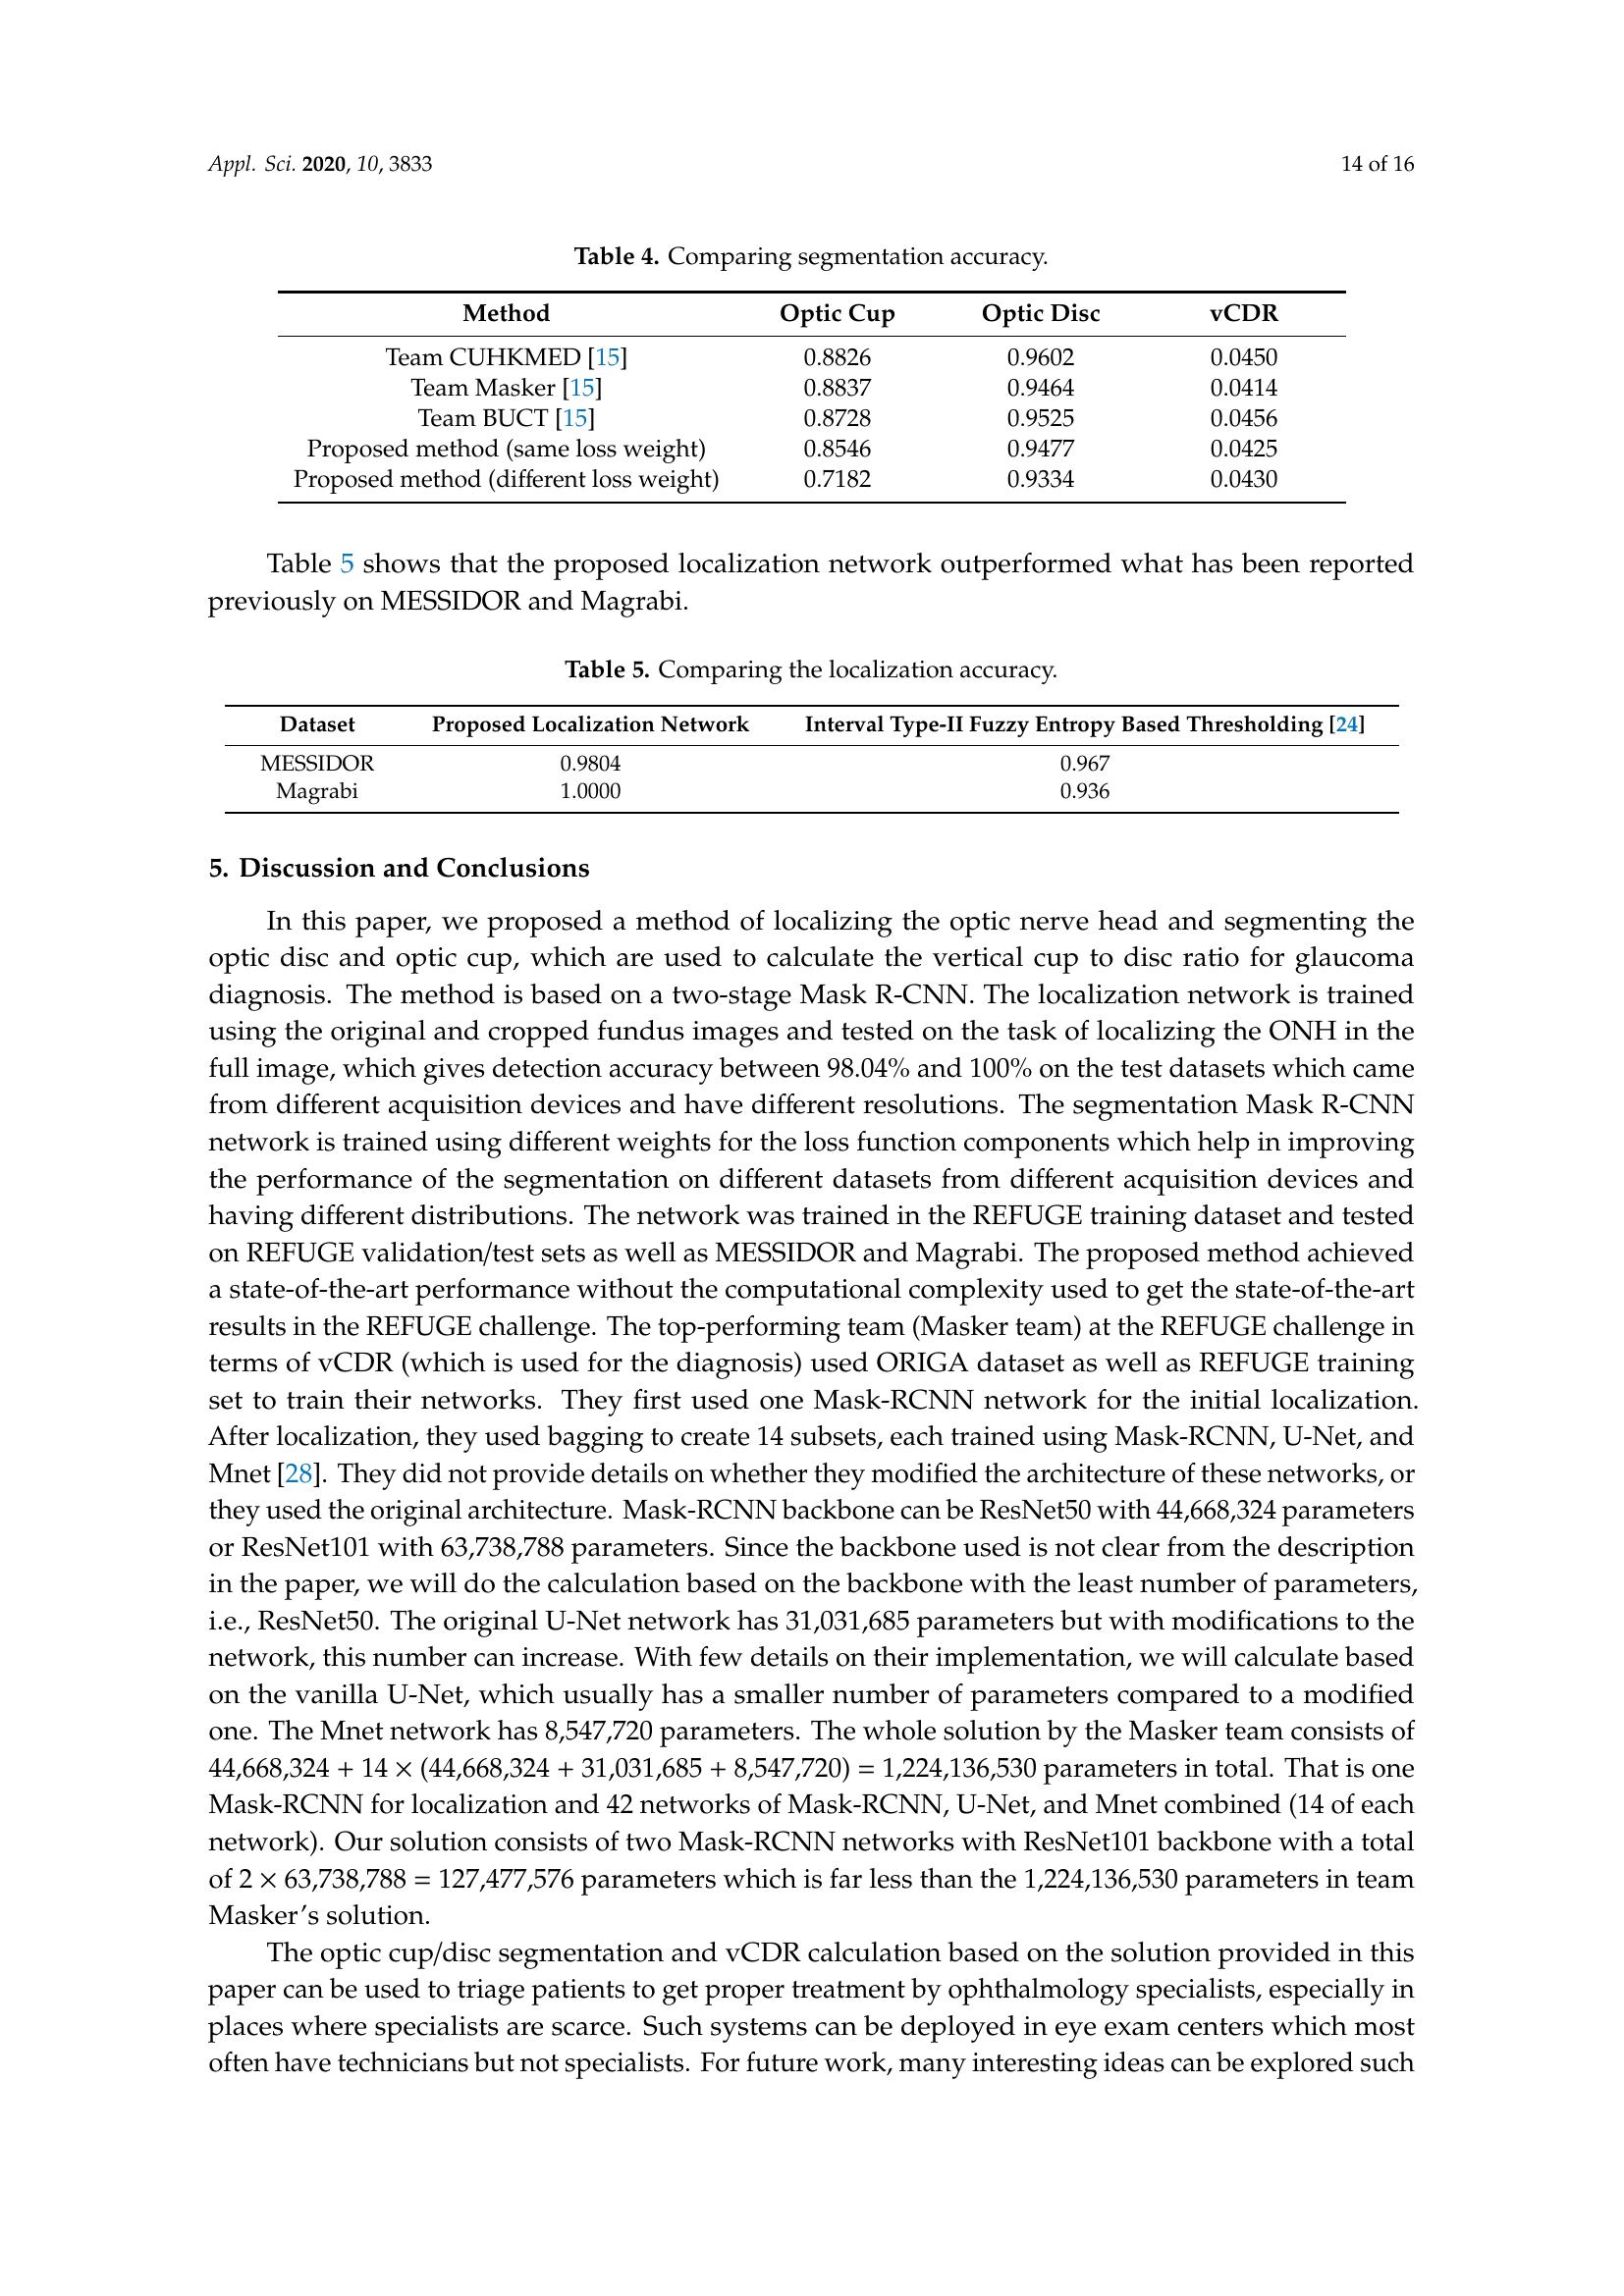 Appl. Sci. 2020, 10, 3833 14 of 16
Table 4. Comparing segmentation accuracy.
Method Optic Cup Optic Disc vCDR
Team CUHKMED [15] 0.8826 0.9602 0.0450
Team Masker [15] 0.8837 0.9464 0.0414
Team BUCT [15] 0.8728 0.9525 0.0456
Proposed method (same loss weight) 0.8546 0.9477 0.0425
Proposed method (different loss weight) 0.7182 0.9334 0.0430
Table 5 shows that the proposed localization network outperformed what has been reported
previously on MESSIDOR and Magrabi.
Table 5. Comparing the localization accuracy.
Dataset Proposed Localization Network Interval Type-II Fuzzy Entropy Based Thresholding [24]
MESSIDOR 0.9804 0.967
Magrabi 1.0000 0.936
5. Discussion and Conclusions
In this paper, we proposed a method of localizing the optic nerve head and segmenting the
optic disc and optic cup, which are used to calculate the vertical cup to disc ratio for glaucoma
diagnosis. The method is based on a two-stage Mask R-CNN. The localization network is trained
using the original and cropped fundus images and tested on the task of localizing the ONH in the
full image, which gives detection accuracy between 98.04% and 100% on the test datasets which came
from different acquisition devices and have different resolutions. The segmentation Mask R-CNN
network is trained using different weights for the loss function components which help in improving
the performance of the segmentation on different datasets from different acquisition devices and
having different distributions. The network was trained in the REFUGE training dataset and tested
on REFUGE validation/test sets as well as MESSIDOR and Magrabi. The proposed method achieved
a state-of-the-art performance without the computational complexity used to get the state-of-the-art
results in the REFUGE challenge. The top-performing team (Masker team) at the REFUGE challenge in
terms of vCDR (which is used for the diagnosis) used ORIGA dataset as well as REFUGE training
set to train their networks. They first used one Mask-RCNN network for the initial localization.
After localization, they used bagging to create 14 subsets, each trained using Mask-RCNN, U-Net, and
Mnet [28]. They did not provide details on whether they modified the architecture of these networks, or
they used the original architecture. Mask-RCNN backbone can be ResNet50 with 44,668,324 parameters
or ResNet101 with 63,738,788 parameters. Since the backbone used is not clear from the description
in the paper, we will do the calculation based on the backbone with the least number of parameters,
i.e., ResNet50. The original U-Net network has 31,031,685 parameters but with modifications to the
network, this number can increase. With few details on their implementation, we will calculate based
on the vanilla U-Net, which usually has a smaller number of parameters compared to a modified
one. The Mnet network has 8,547,720 parameters. The whole solution by the Masker team consists of
44,668,324 + 14 × (44,668,324 + 31,031,685 + 8,547,720) = 1,224,136,530 parameters in total. That is one
Mask-RCNN for localization and 42 networks of Mask-RCNN, U-Net, and Mnet combined (14 of each
network). Our solution consists of two Mask-RCNN networks with ResNet101 backbone with a total
of 2 × 63,738,788 = 127,477,576 parameters which is far less than the 1,224,136,530 parameters in team
Masker's solution.
The optic cup/disc segmentation and vCDR calculation based on the solution provided in this
paper can be used to triage patients to get proper treatment by ophthalmology specialists, especially in
places where specialists are scarce. Such systems can be deployed in eye exam centers which most
often have technicians but not specialists. For future work, many interesting ideas can be explored such